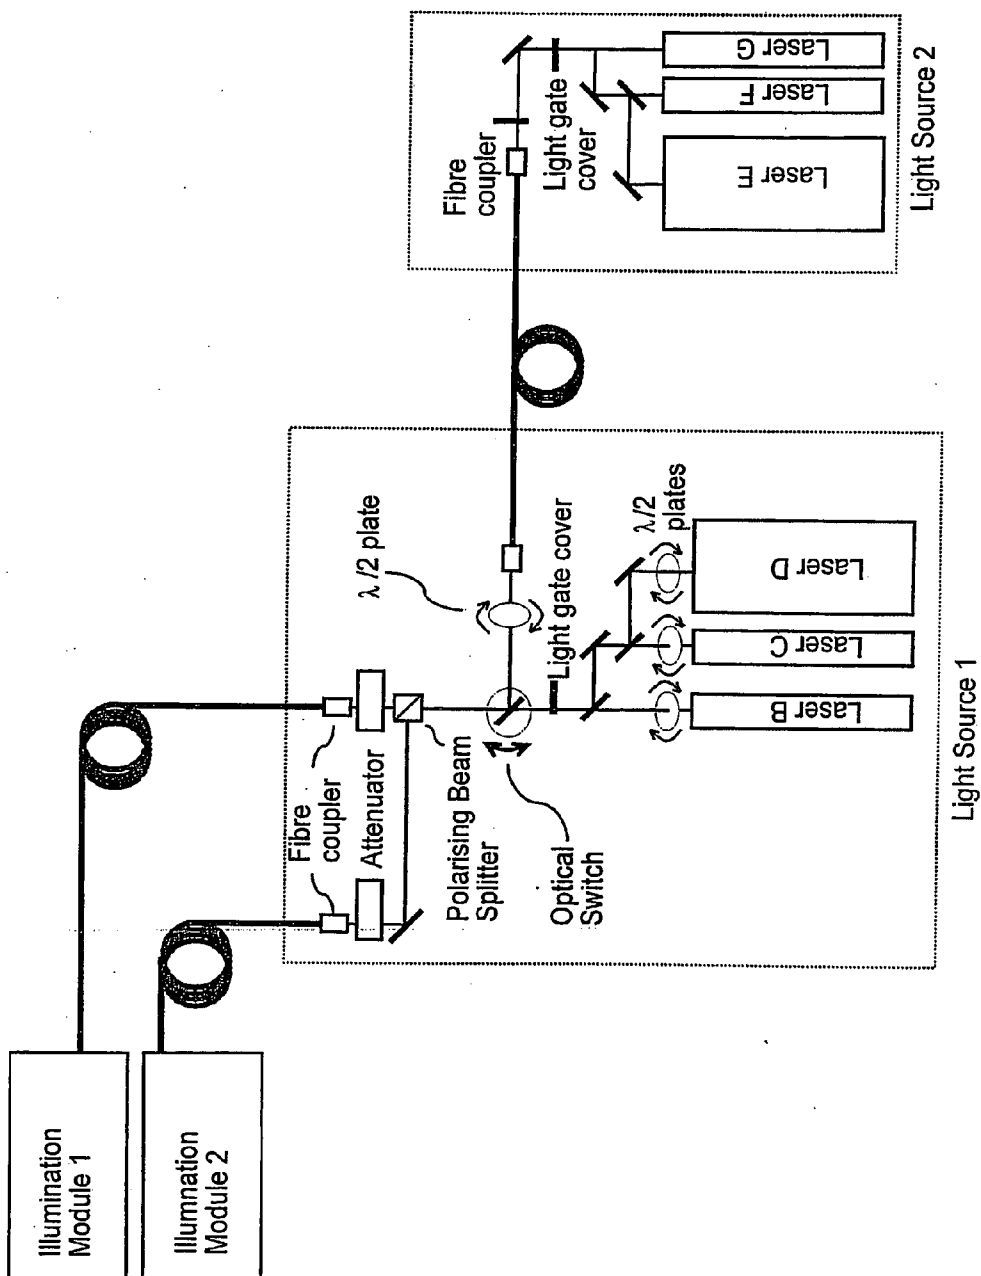 Illumination
Module 1
Illumnation
Module 2
Fibre
coupler
Attenuator
Polarising Beam
Splitter
Optical
Switch
λ/2 plate
Light gate cover
λ/2
plates
Laser B
Laser C
Laser D
Light Source 1
Fibre
coupler
Light gate
cover
Laser E
Laser F
Laser G
Light Source 2